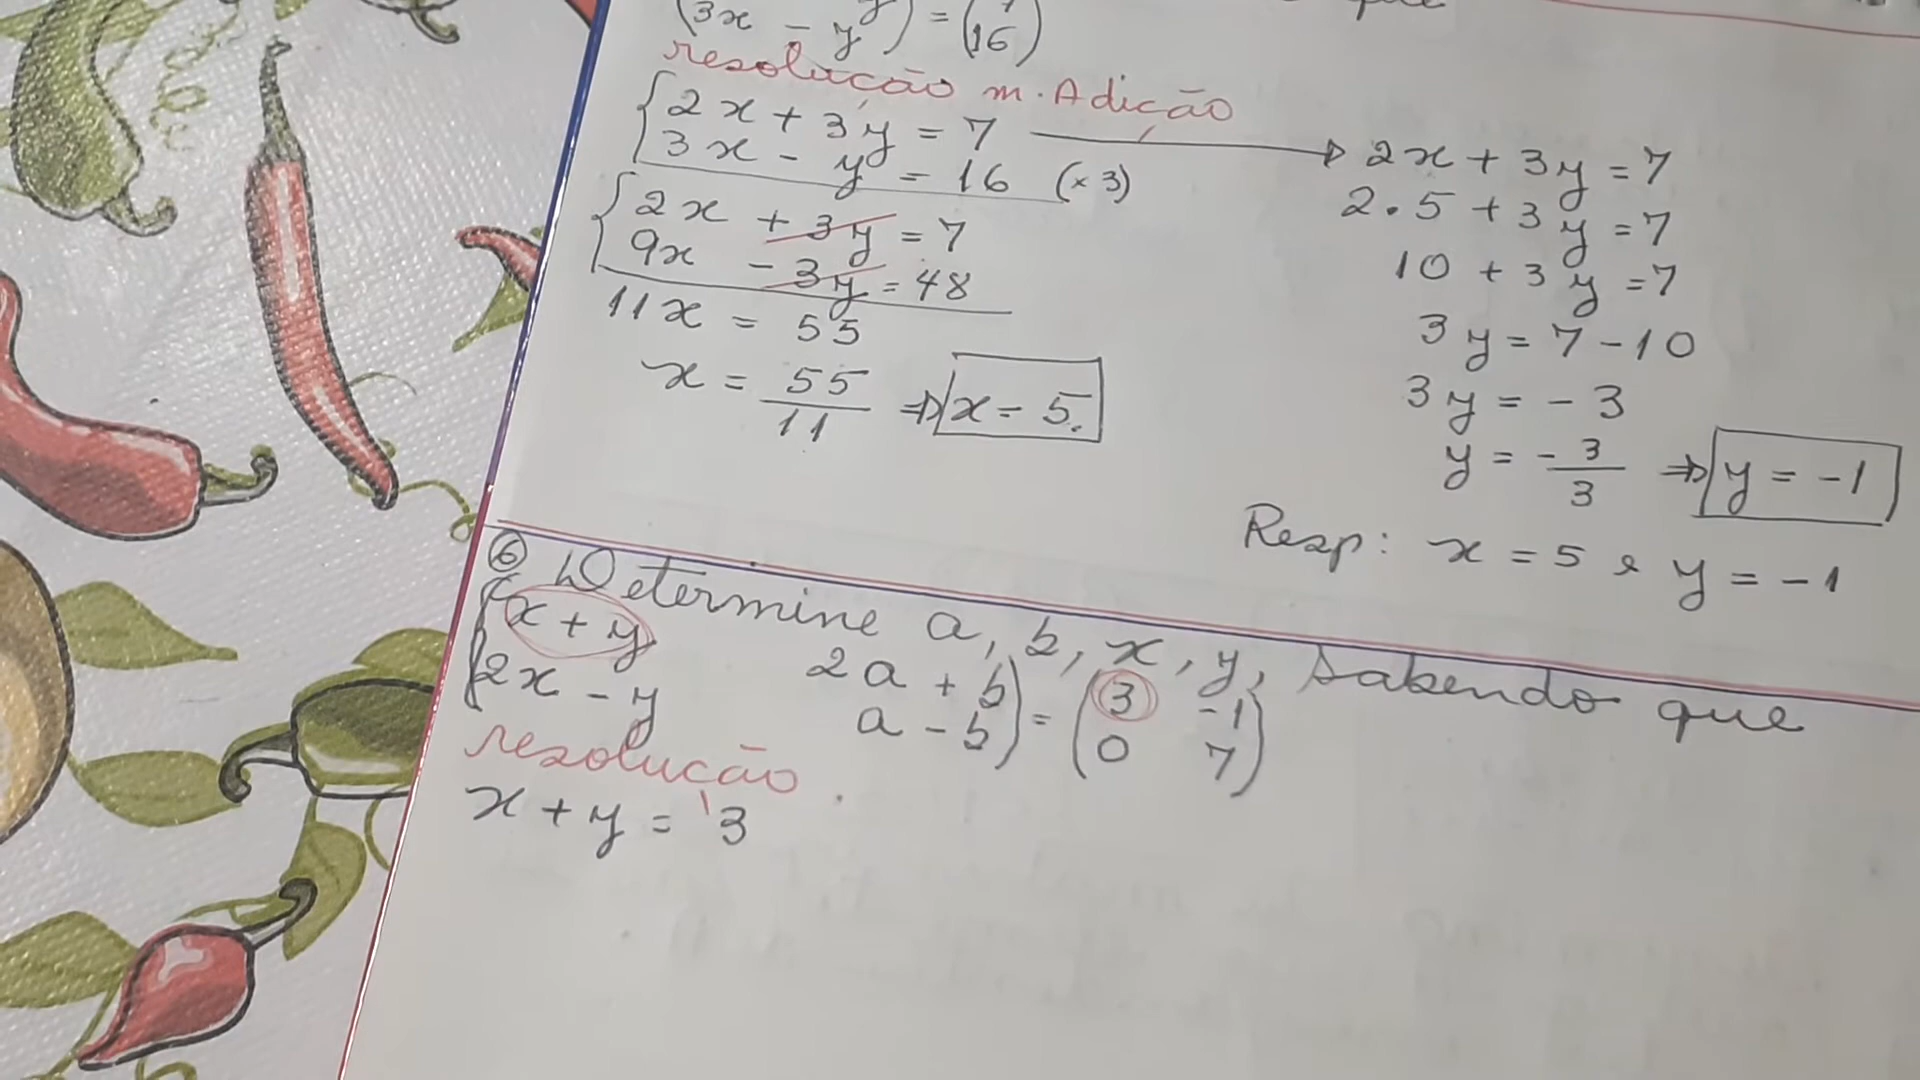 (3x - y) = (16)
resolução m. Adição
{2x + 3y = 7
3x - y = 16 (×3)
{2x + 3y = 7
9x - 3y = 48
11x = 55
x = 55/11 ⇒ x = 5.
2x + 3y = 7
2.5 + 3y = 7
10 + 3y = 7
3y = 7 - 10
3y = - 3
y = - 3/3 ⇒ y = -1
Resp: x = 5 e y = -1
6 Determine a, b, x, y, sabendo que
(x + y 2a + b) = (3 -1)
(2x - y a - b) (0 7)
resolução
x + y = 3